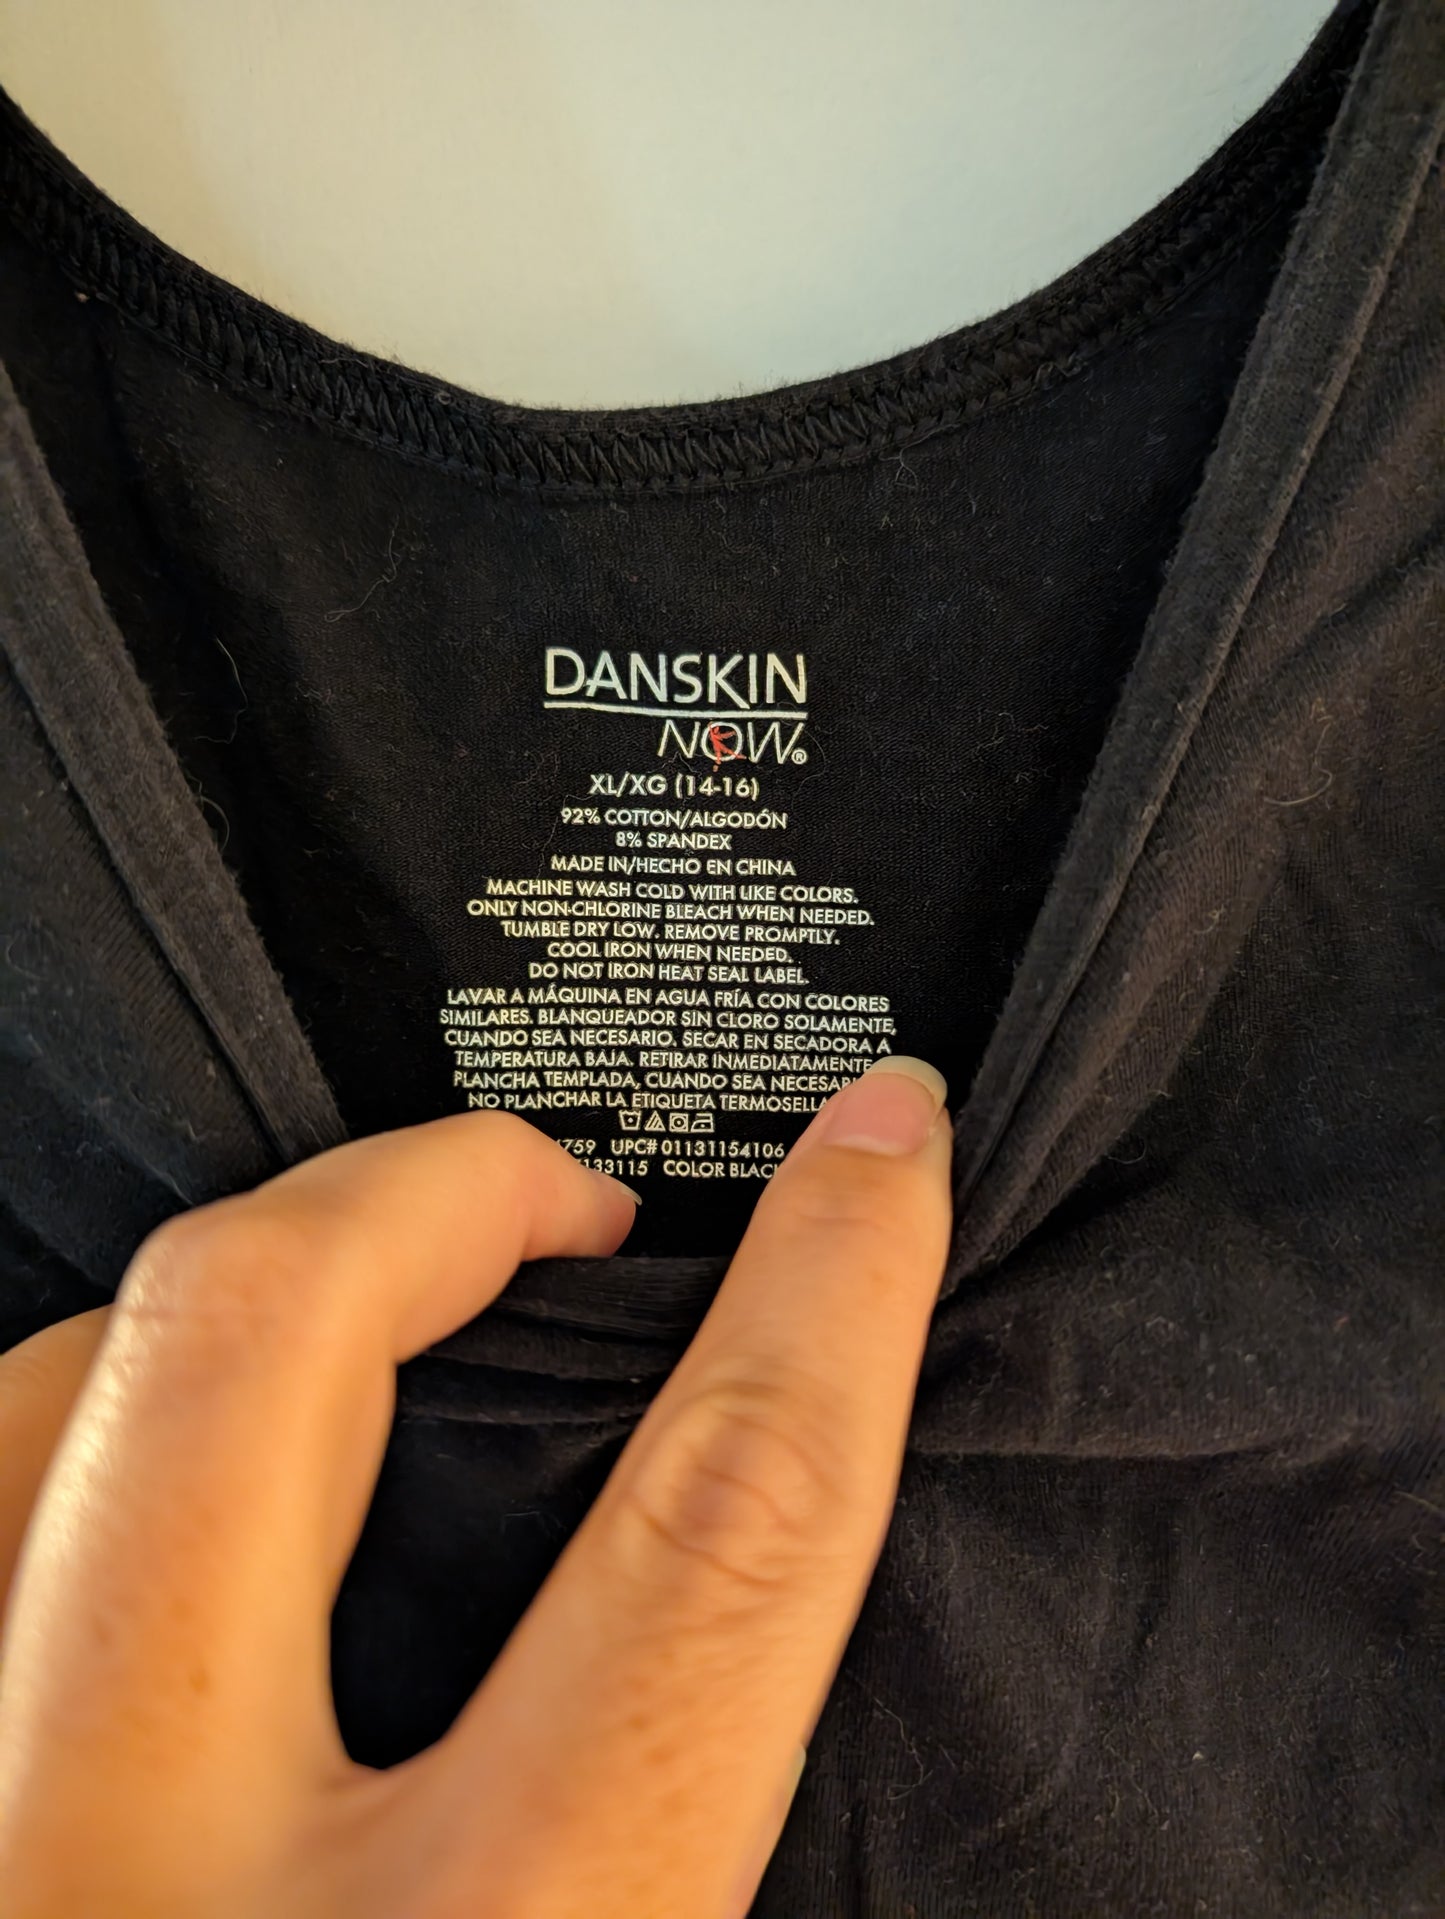 DANSKIN
NOW®
XL/XG (14-16)
92% COTTON/ALGODÓN
8% SPANDEX
MADE IN/HECHO EN CHINA
MACHINE WASH COLD WITH LIKE COLORS.
ONLY NON-CHLORINE BLEACH WHEN NEEDED.
TUMBLE DRY LOW. REMOVE PROMPTLY.
COOL IRON WHEN NEEDED.
DO NOT IRON HEAT SEAL LABEL.
LAVAR A MÁQUINA EN AGUA FRÍA CON COLORES
SIMILARES. BLANQUEADOR SIN CLORO SOLAMENTE,
CUANDO SEA NECESARIO. SECAR EN SECADORA A
TEMPERATURA BAJA. RETIRAR INMEDIATAMENTE
PLANCHA TEMPLADA, CUANDO SEA
NO PLANCHAR LA ETIQUETA
759 UPC# 01131154106
133115 COLOR